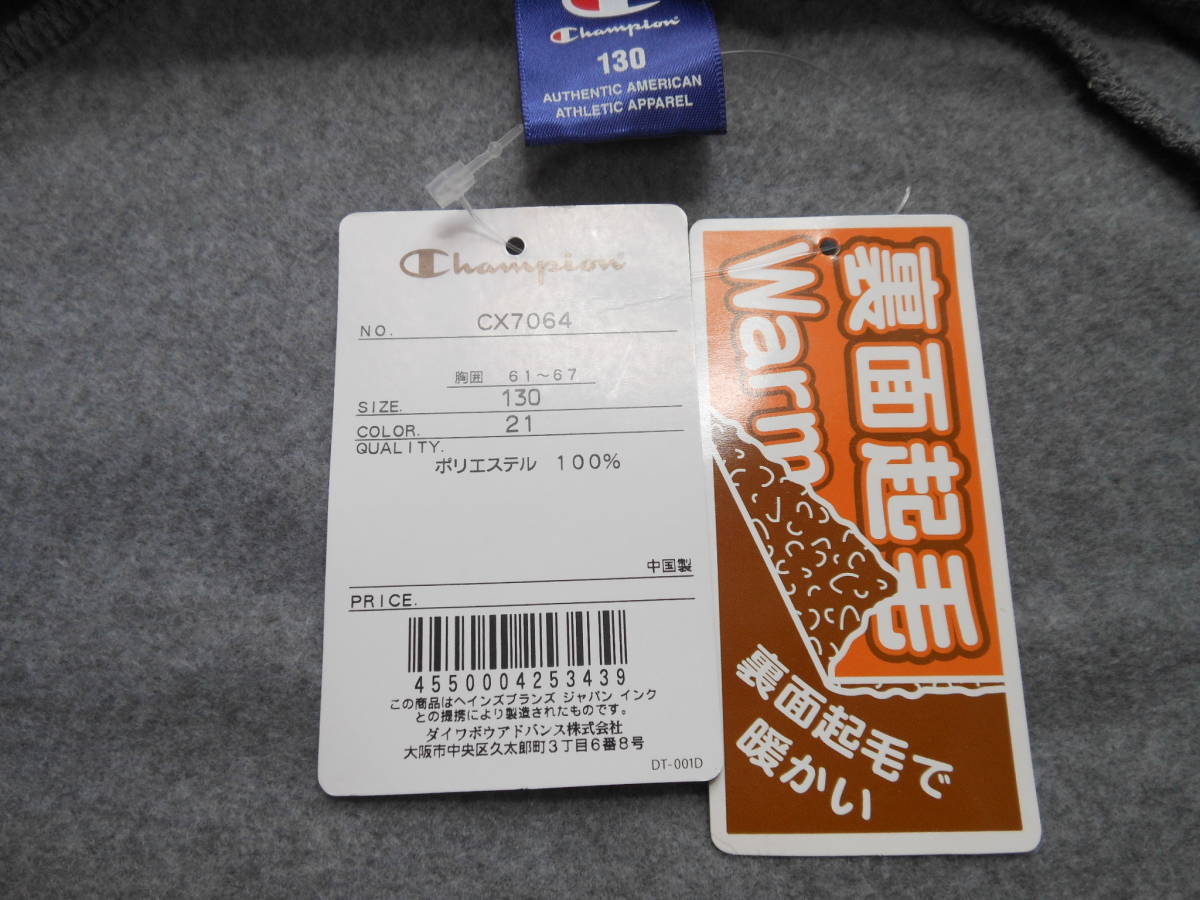 Champion
130
AUTHENTIC AMERICAN
ATHLETIC APPAREL
Champion
NO. CX7064
胸囲 61～67
SIZE. 130
COLOR. 21
QUALITY.
ポリエステル 100%
中国製
PRICE.
4550004253439
この商品はヘインズブランズ ジャパン インク
との提携により製造されたものです。
ダイワボウアドバンス株式会社
大阪市中央区久太郎町3丁目6番8号
DT-001D
裏面起毛
Warm
裏面起毛で
暖かい